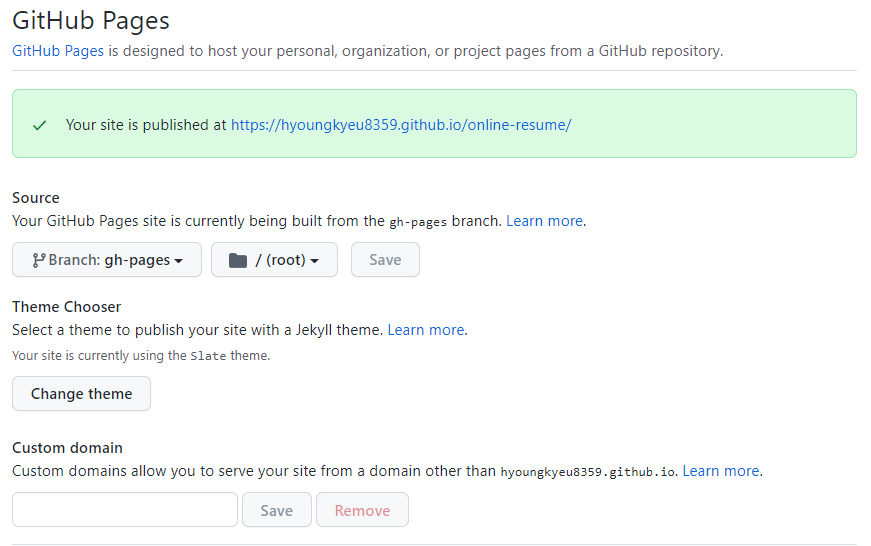 GitHub Pages
GitHub Pages is designed to host your personal, organization, or project pages from a GitHub repository.
Your site is published at https://hyoungkyeu8359.github.io/online-resume/
Source
Your GitHub Pages site is currently being built from the gh-pages branch. Learn more.
Branch: gh-pages / (root) Save
Theme Chooser
Select a theme to publish your site with a Jekyll theme. Learn more.
Your site is currently using the Slate theme.
Change theme
Custom domain
Custom domains allow you to serve your site from a domain other than hyoungkyeu8359.github.io. Learn more.
Save Remove